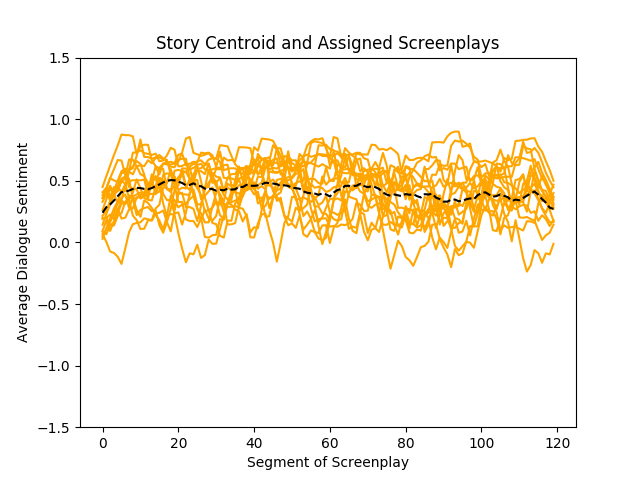 Story Centroid and Assigned Screenplays
1.5
1.0
0.5
0.0
−0.5
−1.0
−1.5
Average Dialogue Sentiment
0 20 40 60 80 100 120
Segment of Screenplay